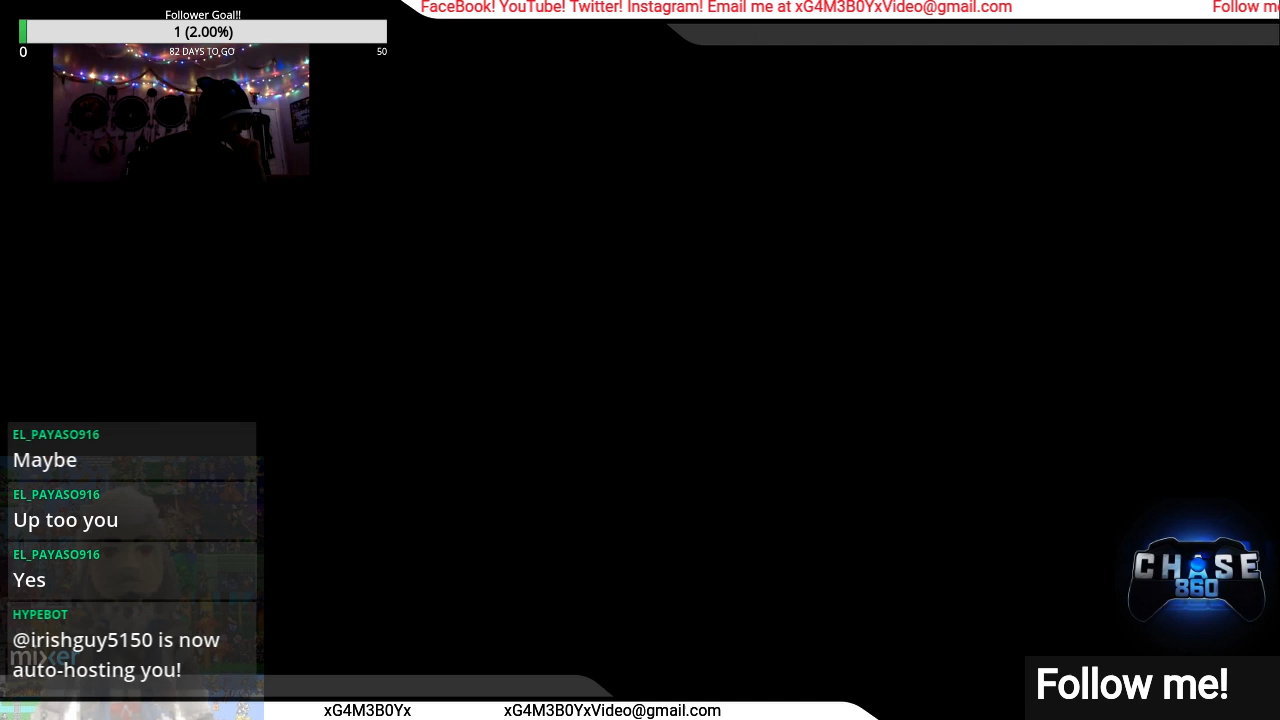 Follower Goal!!
1 (2.00%)
0
82 DAYS TO GO
50
FaceBook! YouTube! Twitter! Instagram! Email me at xG4M3B0YxVideo@gmail.com
Follow m
EL_PAYASO916
Maybe
EL_PAYASO916
Up too you
EL_PAYASO916
Yes
HYPEBOT
@irishguy5150 is now
auto-hosting you!
mixer
CHASE
860
Follow me!
xG4M3B0Yx
xG4M3B0YxVideo@gmail.com